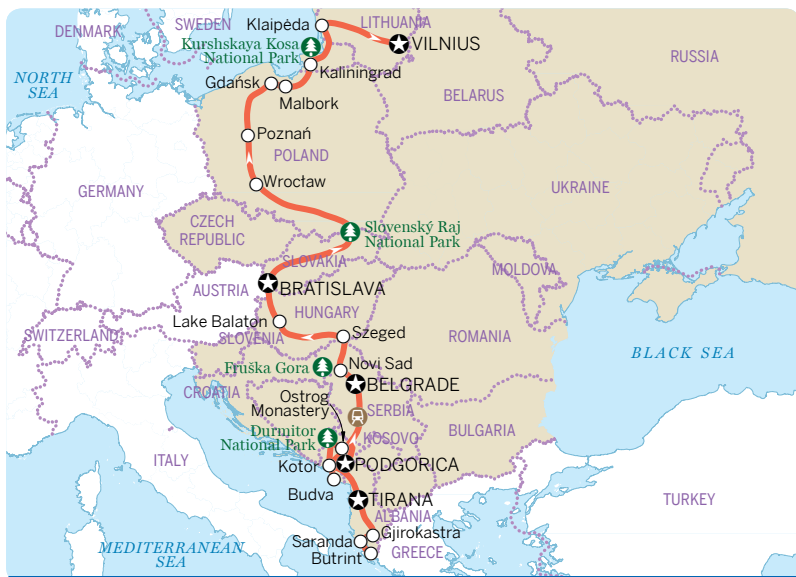 SWEDEN
Klaipėda
LITHUANIA
DENMARK
Kurshskaya Kosa
National Park
VILNIUS
RUSSIA
NORTH
SEA
Kaliningrad
Gdańsk
Malbork
BELARUS
Poznań
POLAND
GERMANY
Wrocław
UKRAINE
CZECH
REPUBLIC
Slovenský Raj
National Park
SLOVAKIA
MOLDOVA
AUSTRIA
BRATISLAVA
HUNGARY
Lake Balaton
SWITZERLAND
SLOVENIA
Szeged
ROMANIA
BLACK SEA
Fruška Gora
Novi Sad
BELGRADE
CROATIA
Ostrog
Monastery
SERBIA
Durmitor
National Park
KOSOVO
BULGARIA
ITALY
Kotor
PODGORICA
Budva
TIRANA
TURKEY
ALBANIA
Gjirokastra
Saranda
MEDITERRANEAN
SEA
Butrint
GREECE